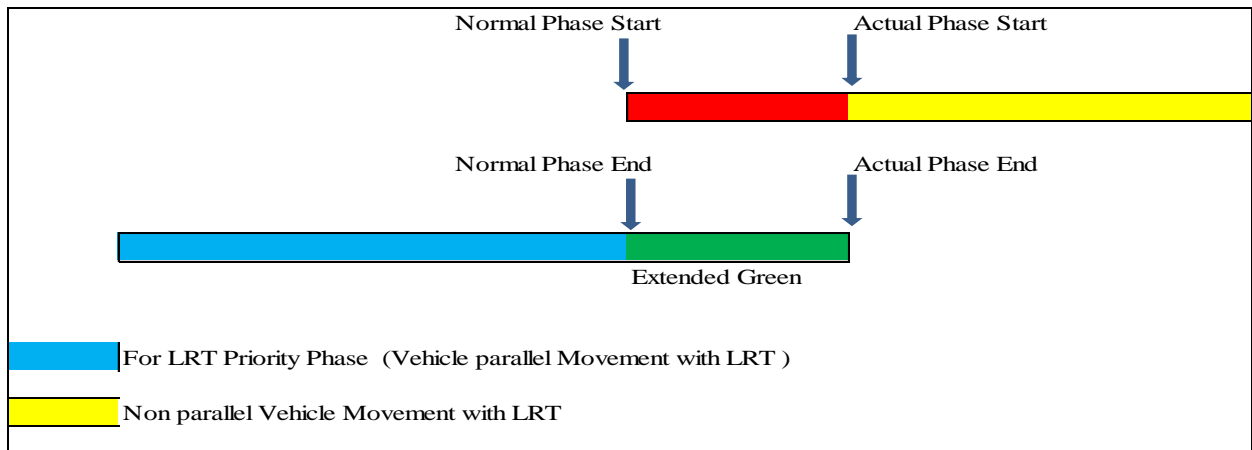 Normal Phase Start
Actual Phase Start
Normal Phase End
Actual Phase End
Extended Green
For LRT Priority Phase (Vehicle parallel Movement with LRT )
Non parallel Vehicle Movement with LRT